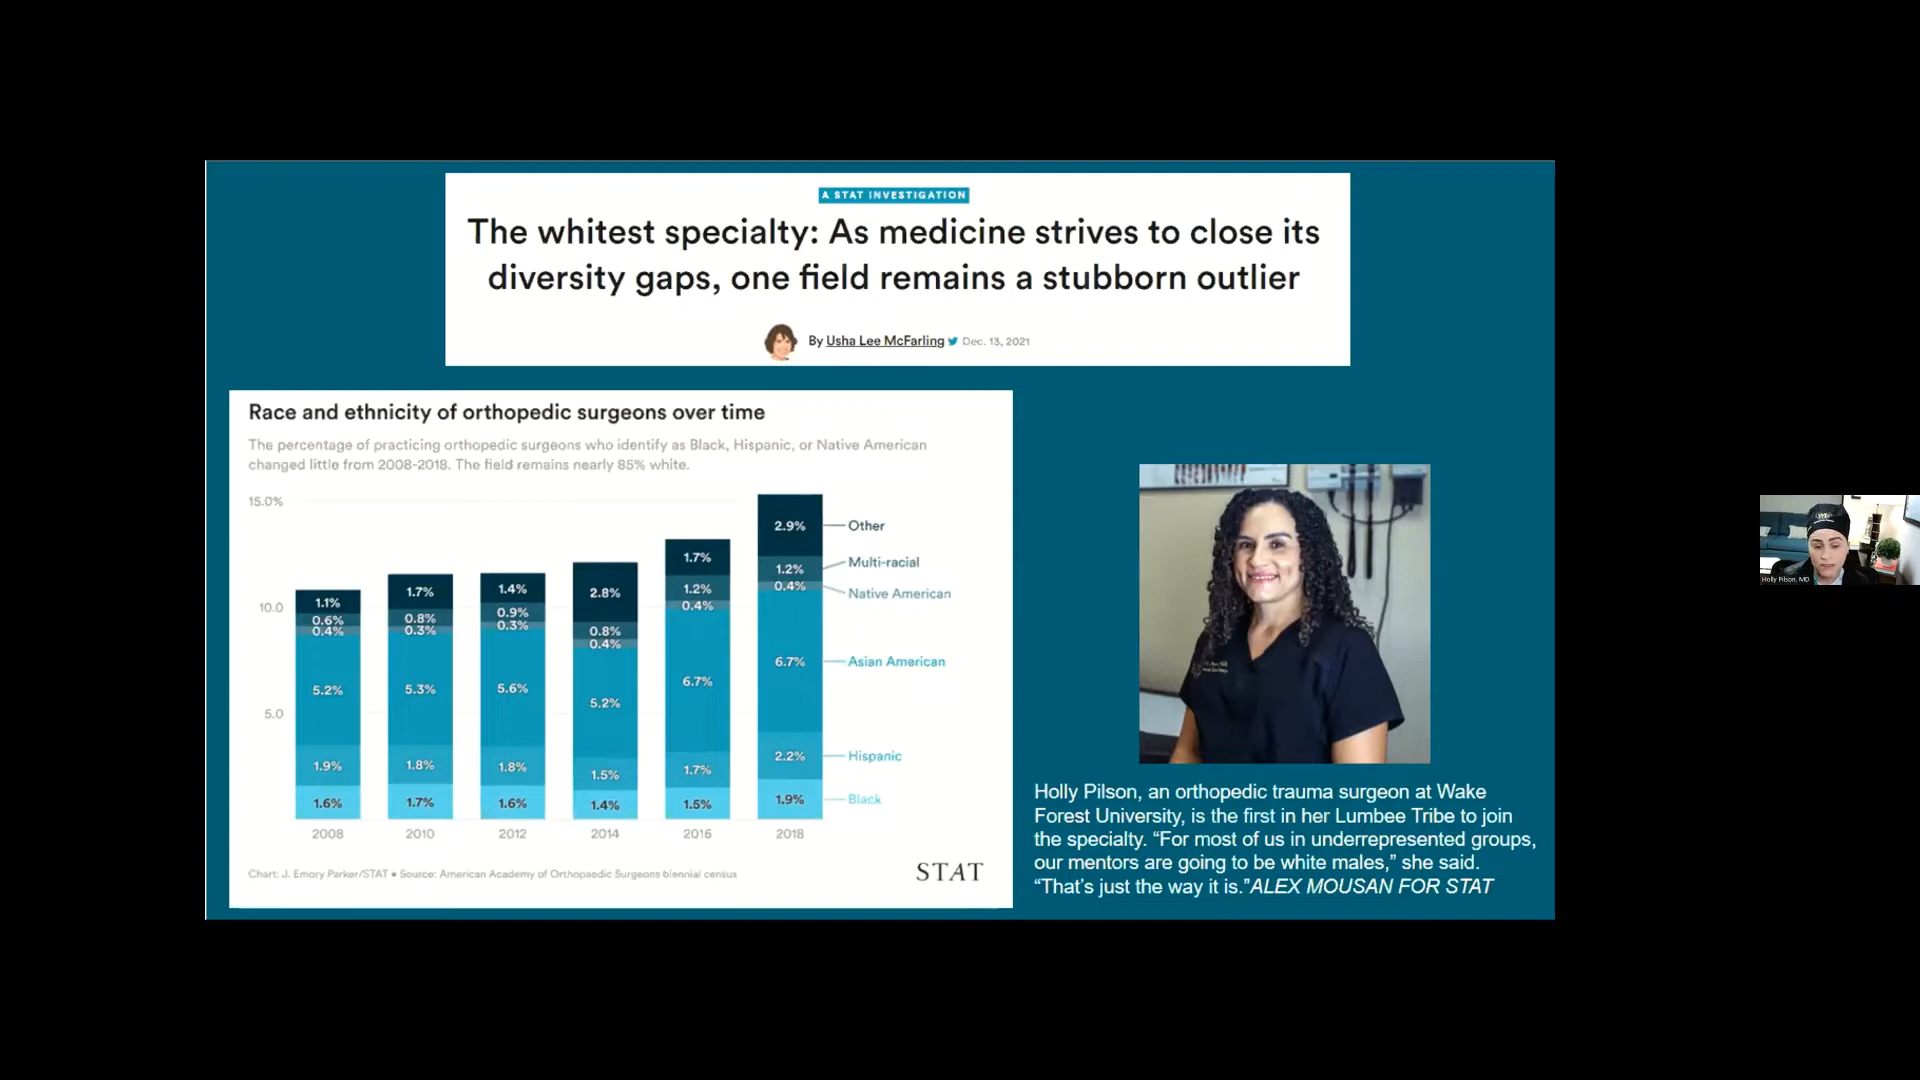 A STAT INVESTIGATION
The whitest specialty: As medicine strives to close its
diversity gaps, one field remains a stubborn outlier
By Usha Lee McFarling Dec. 13, 2021
Race and ethnicity of orthopedic surgeons over time
The percentage of practicing orthopedic surgeons who identify as Black, Hispanic, or Native American
changed little from 2008-2018. The field remains nearly 85% white.
15.0%
10.0
5.0
1.1%
0.6%
0.4%
5.2%
1.9%
1.6%
2008
1.7%
0.8%
0.3%
5.3%
1.8%
1.7%
2010
1.4%
0.9%
0.3%
5.6%
1.8%
1.6%
2012
2.8%
0.8%
0.4%
5.2%
1.5%
1.4%
2014
1.7%
1.2%
0.4%
6.7%
1.7%
1.5%
2016
2.9%
1.2%
0.4%
6.7%
2.2%
1.9%
2018
Other
Multi-racial
Native American
Asian American
Hispanic
Black
Chart: J. Emory Parker/STAT • Source: American Academy of Orthopaedic Surgeons biennial census
STAT
Holly Pilson, an orthopedic trauma surgeon at Wake
Forest University, is the first in her Lumbee Tribe to join
the specialty. “For most of us in underrepresented groups,
our mentors are going to be white males,” she said.
“That’s just the way it is.”ALEX MOUSAN FOR STAT
Holly Pilson, MD